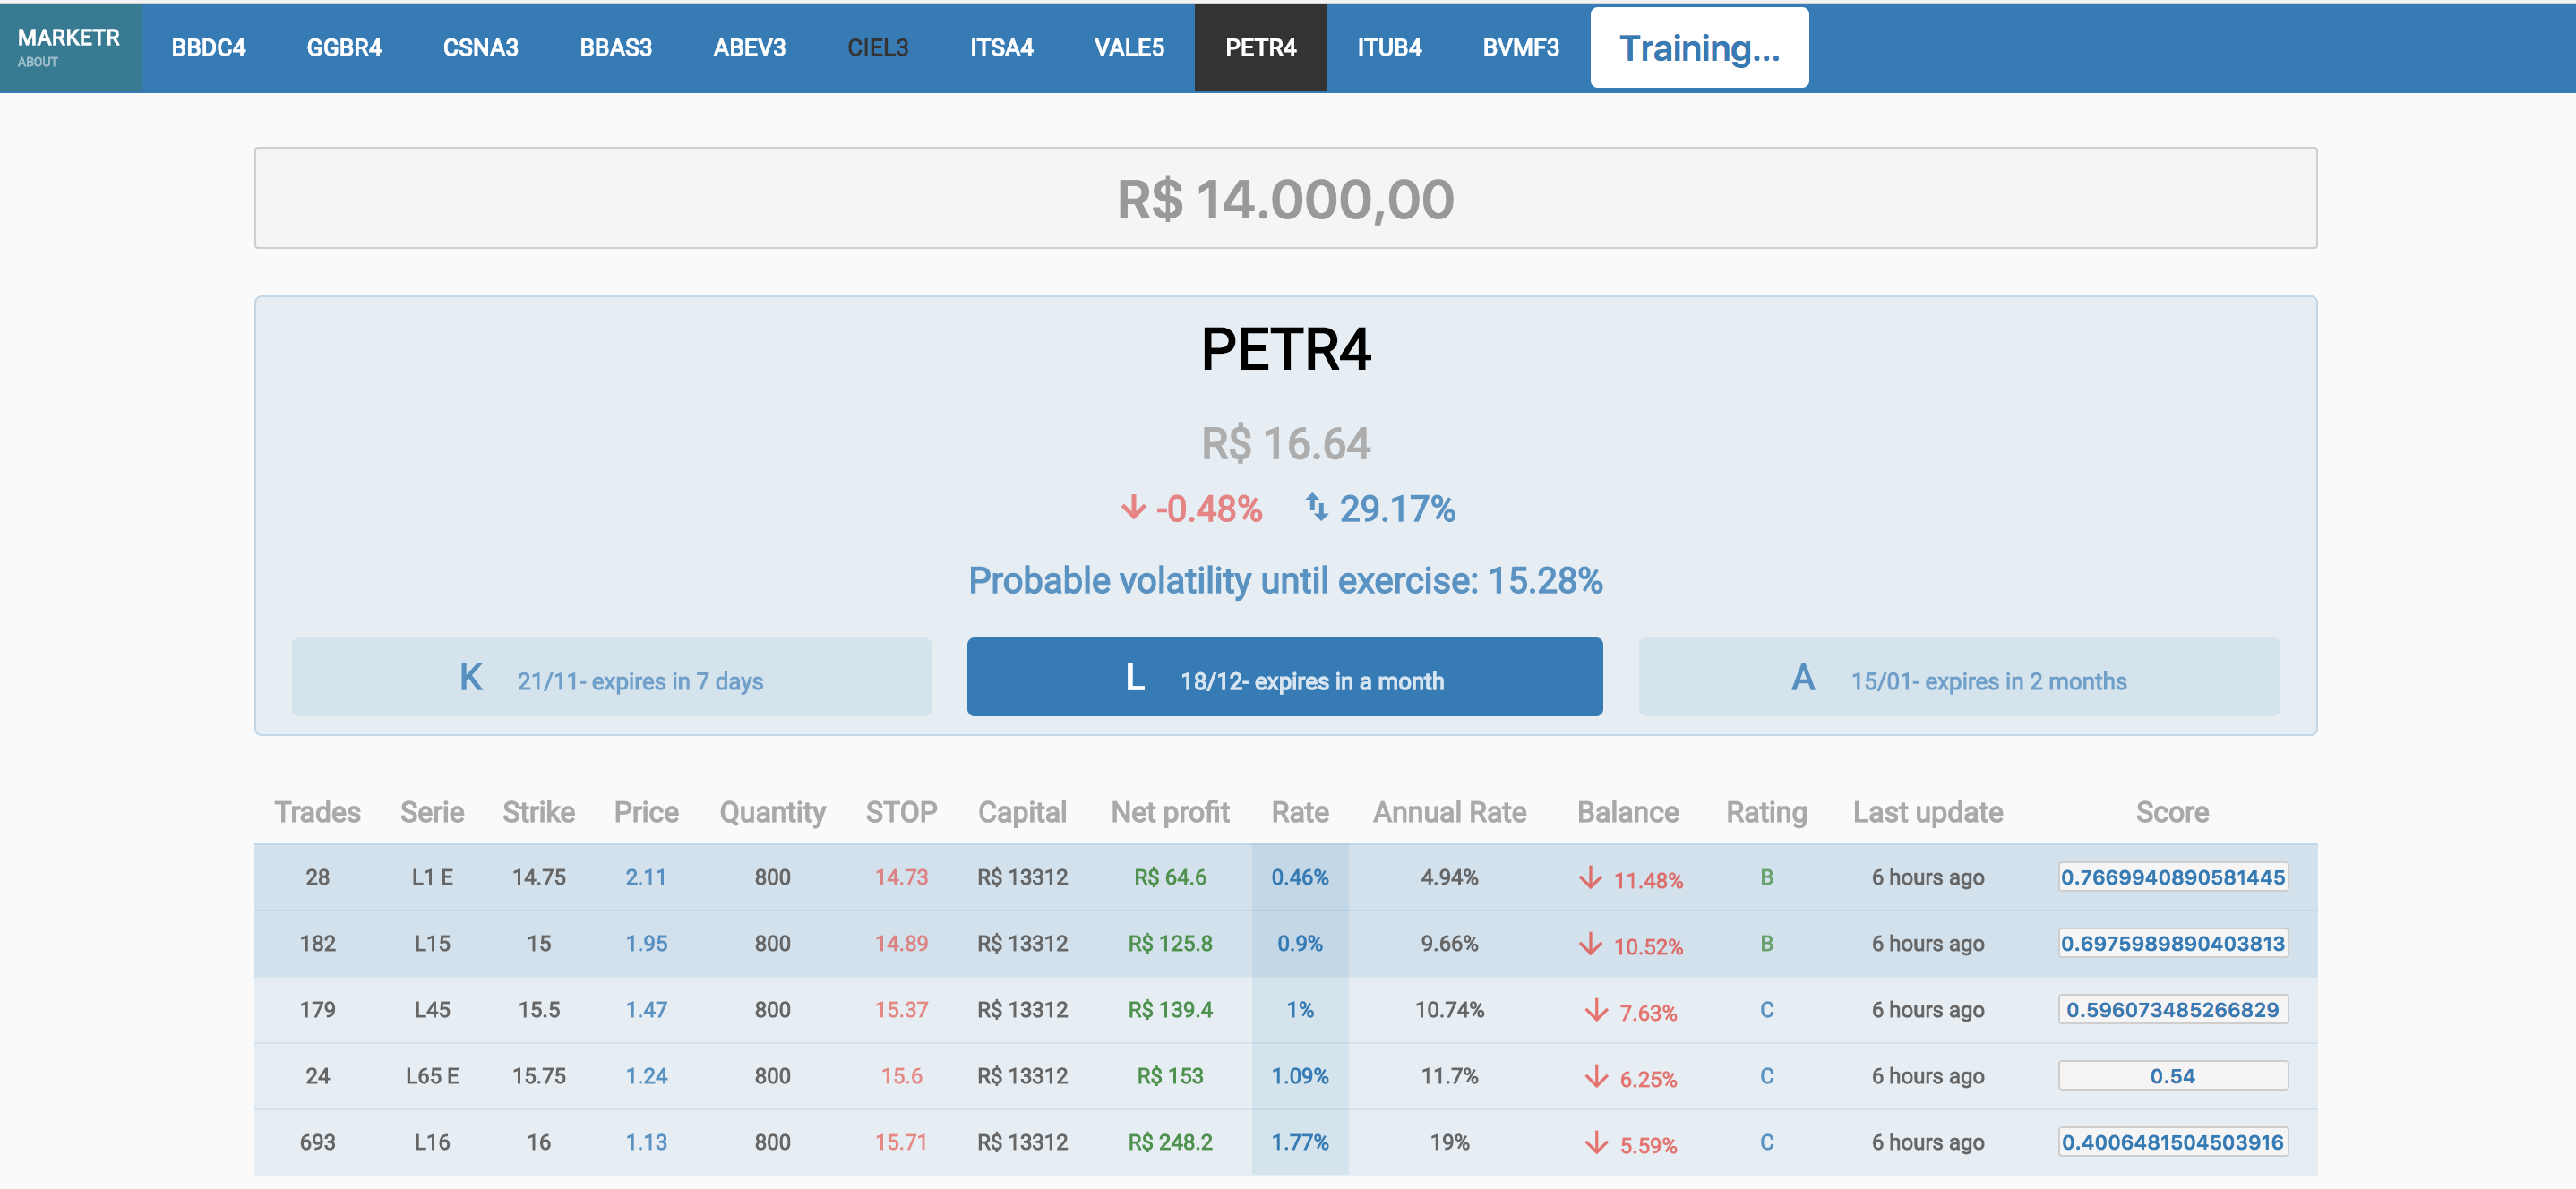 MARKETR BBDC4 GGBR4 CSNA3 BBAS3 ABEV3 CIEL3 ITSA4 VALE5 PETR4 ITUB4 BVMF3 Training...
ABOUT
R$ 14.000,00
PETR4
R$ 16.64
-0.48% 29.17%
Probable volatility until exercise: 15.28%
K 21/11- expires in 7 days L 18/12- expires in a month A 15/01- expires in 2 months
Trades Serie Strike Price Quantity STOP Capital Net profit Rate Annual Rate Balance Rating Last update Score
28 L1 E 14.75 2.11 800 14.73 R$ 13312 R$ 64.6 0.46% 4.94% 11.48% B 6 hours ago 0.7669940890581445
182 L15 15 1.95 800 14.89 R$ 13312 R$ 125.8 0.9% 9.66% 10.52% B 6 hours ago 0.6975989890403813
179 L45 15.5 1.47 800 15.37 R$ 13312 R$ 139.4 1% 10.74% 7.63% C 6 hours ago 0.596073485266829
24 L65 E 15.75 1.24 800 15.6 R$ 13312 R$ 153 1.09% 11.7% 6.25% C 6 hours ago 0.54
693 L16 16 1.13 800 15.71 R$ 13312 R$ 248.2 1.77% 19% 5.59% C 6 hours ago 0.4006481504503916